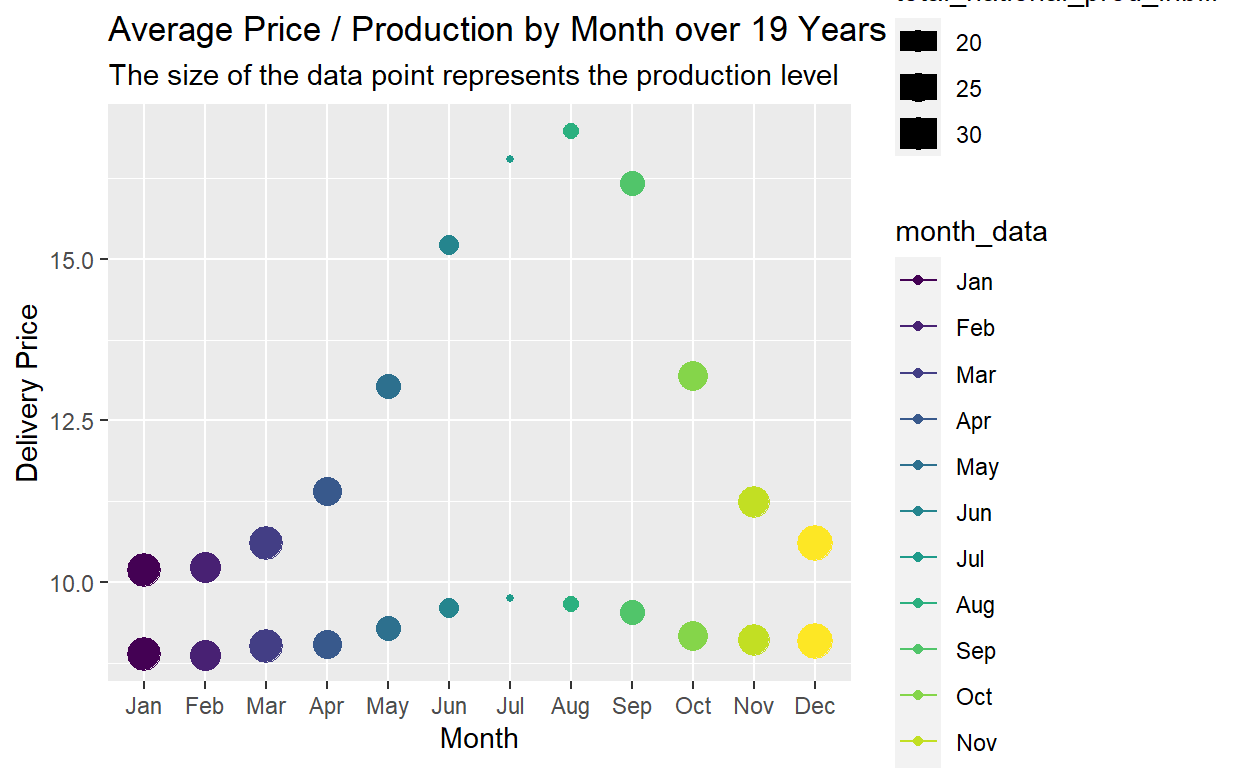 Average Price / Production by Month over 19 Years
The size of the data point represents the production level
Delivery Price
15.0
12.5
10.0
Jan Feb Mar Apr May Jun Jul Aug Sep Oct Nov Dec
Month
20
25
30
month_data
Jan
Feb
Mar
Apr
May
Jun
Jul
Aug
Sep
Oct
Nov